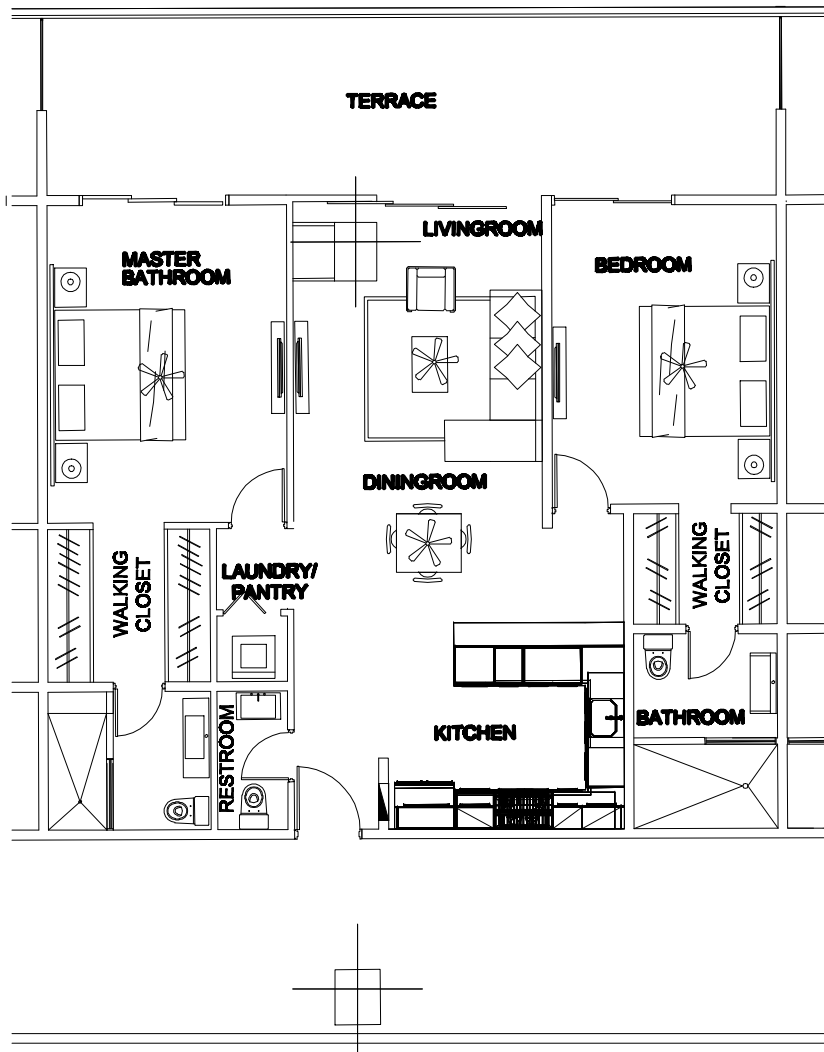 TERRACE
LIVINGROOM
MASTER
BATHROOM
BEDROOM
DININGROOM
WALKING
CLOSET
LAUNDRY/
PANTRY
WALKING
CLOSET
RESTROOM
KITCHEN
BATHROOM